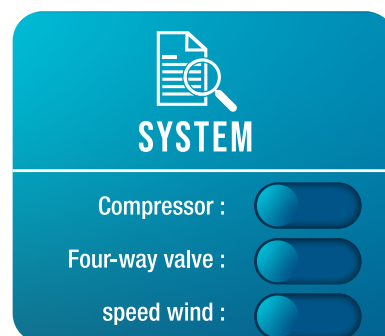 SYSTEM
Compressor :
Four-way valve :
speed wind :